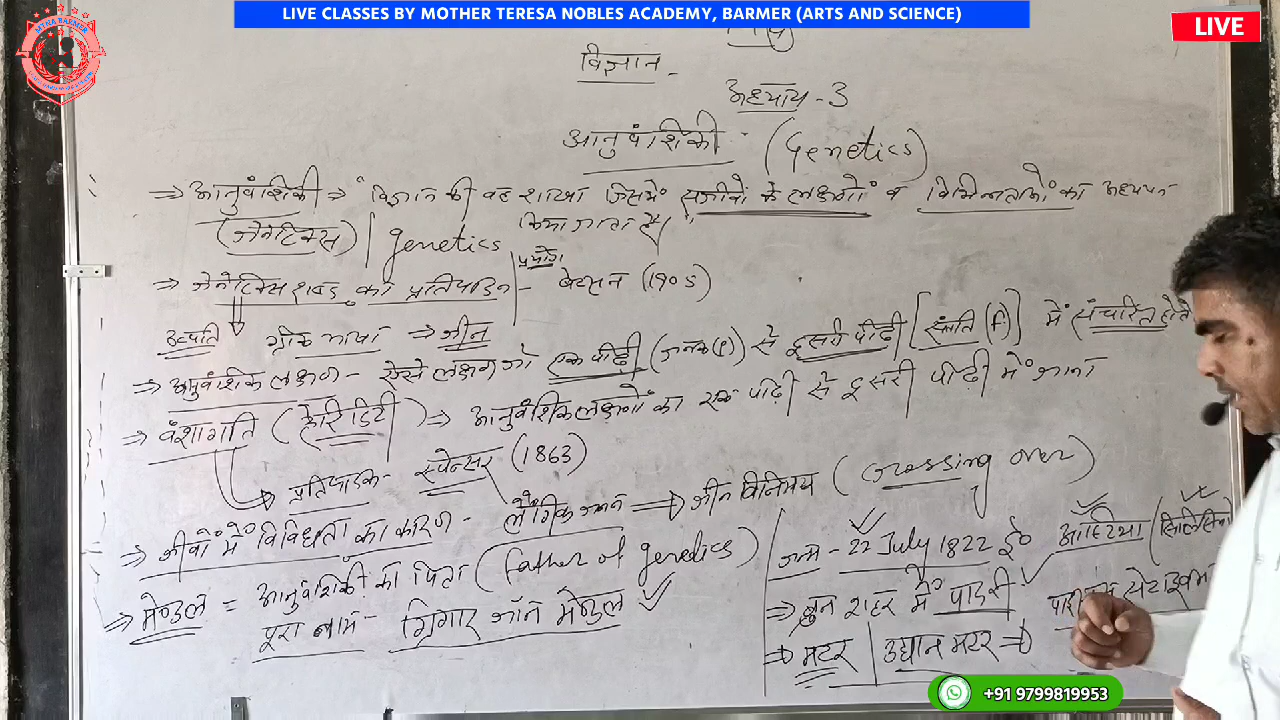 LIVE CLASSES BY MOTHER TERESA NOBLES ACADEMY, BARMER (ARTS AND SCIENCE)
LIVE
MTNA BARMER
विज्ञान
अध्याय - 3
आनुवांशिकी (Genetics)
⇒ आनुवंशिकी ⇒ "विज्ञान की वह शाखा जिसमें सजीवों के लक्षणों व विभिन्नताओं का अध्ययन
(जेनेटिक्स) | genetics किया जाता है।"
प्रयोग
⇒ जेनेटिक्स शब्द का प्रतिपादन - बेटसन (1905)
उत्पति ग्रीक भाषा ⇒ जीन
⇒ आनुवंशिक लक्षण - ऐसे लक्षण जो एक पीढ़ी (जनक P) से दूसरी पीढ़ी [संतति (F)] में संचारित होते
⇒ वंशागति (हेरिडिटी) ⇒ आनुवंशिक लक्षणों का एक पीढ़ी से दूसरी पीढ़ी में जाना
प्रतिपादक - स्पेन्सर (1863)
⇒ जीवों में विविधता का कारण - लैंगिक जनन ⇒ जीन विनिमय (crossing over)
⇒ मेण्डल = आनुवंशिकी का पिता (Father of genetics)
पूरा नाम - ग्रिगोर जॉन मेण्डल
जन्म - 22 July 1822 ई० आस्ट्रिया (सिलेसिया
⇒ ब्रुन शहर में पादरी
⇒ मटर | उद्यान मटर ⇒
+91 9799819953